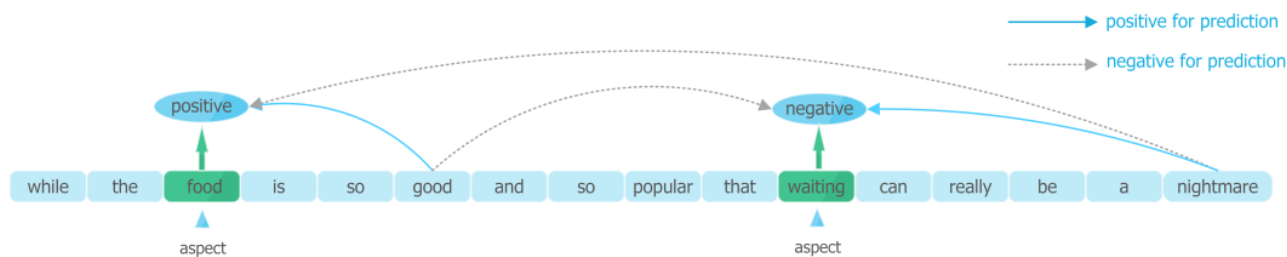 positive for prediction
negative for prediction
positive negative
while the food is so good and so popular that waiting can really be a nightmare
aspect aspect